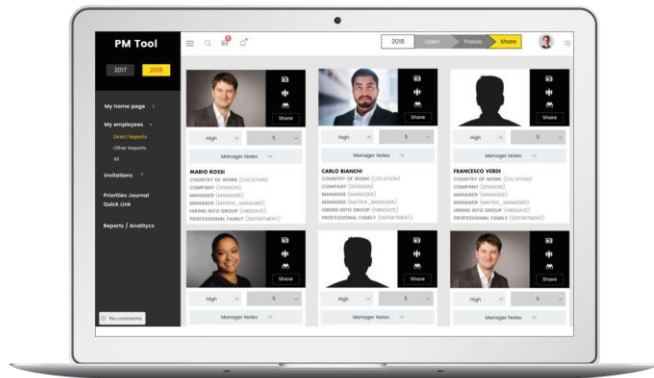 PM Tool
2018
Open
Freeze
Share
2017
2018
My home page
My employees
Direct Reports
Other Reports
All
Invitations
Priorities Journal
Quick Link
Reports / Analitycs
No comments
Share
Share
Share
High
5
High
5
High
5
Manager Notes
Manager Notes
Manager Notes
MARIO ROSSI
COUNTRY OF WORK (LOCATION)
COMPANY (DIVISION)
MANAGER (MANAGER)
MANAGER (MATRIX_MANAGER)
HIRING INTO GROUP (HIREDATE)
PROFESSIONAL FAMILY (DEPARTMENT)
CARLO BIANCHI
COUNTRY OF WORK (LOCATION)
COMPANY (DIVISION)
MANAGER (MANAGER)
MANAGER (MATRIX_MANAGER)
HIRING INTO GROUP (HIREDATE)
PROFESSIONAL FAMILY (DEPARTMENT)
FRANCESCO VERDI
COUNTRY OF WORK (LOCATION)
COMPANY (DIVISION)
MANAGER (MANAGER)
MANAGER (MATRIX_MANAGER)
HIRING INTO GROUP (HIREDATE)
PROFESSIONAL FAMILY (DEPARTMENT)
Share
Share
Share
High
5
High
5
High
5
Manager Notes
Manager Notes
Manager Notes